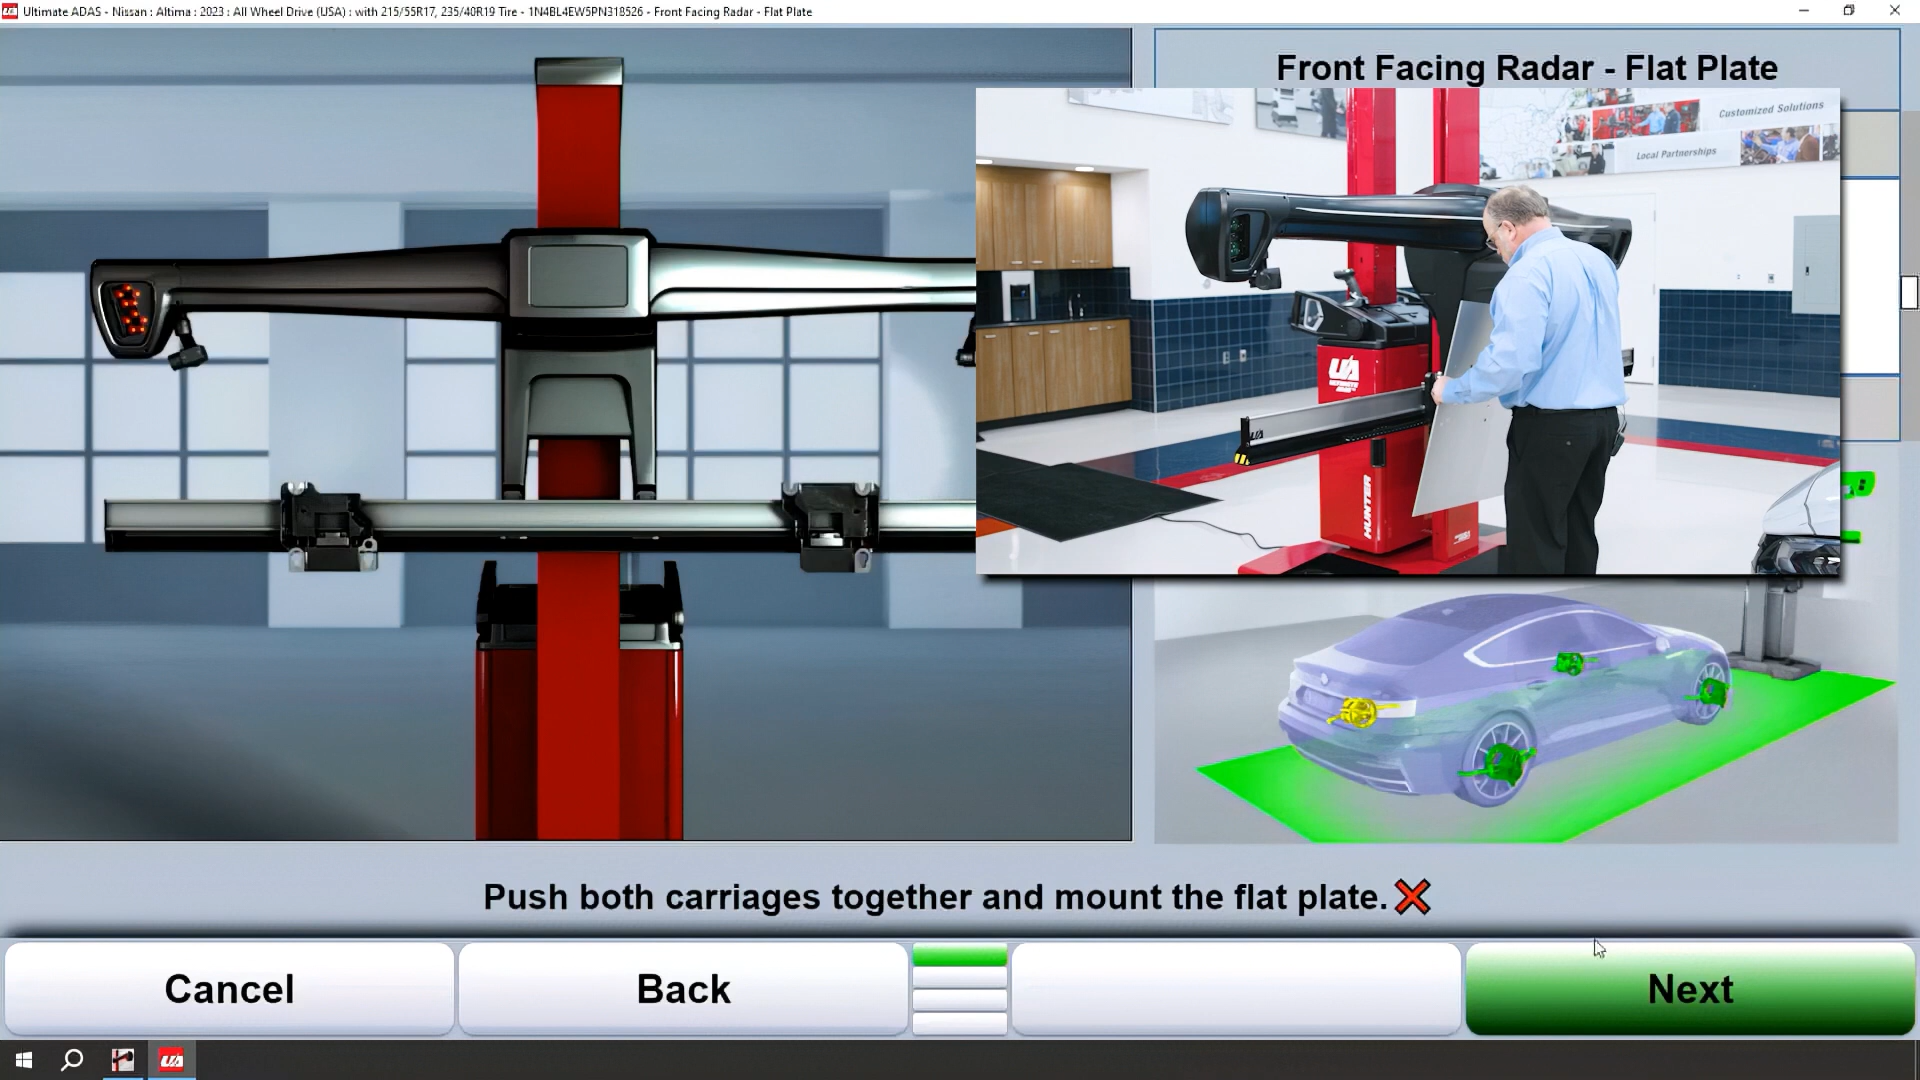 Ultimate ADAS - Nissan : Altima : 2023 : All Wheel Drive (USA) : with 215/55R17, 235/40R19 Tire - 1N4BL4EW5PN318526 - Front Facing Radar - Flat Plate
Front Facing Radar - Flat Plate
Customized Solutions
Local Partnerships
UA
HUNTER
Push both carriages together and mount the flat plate.
Cancel
Back
Next
UA